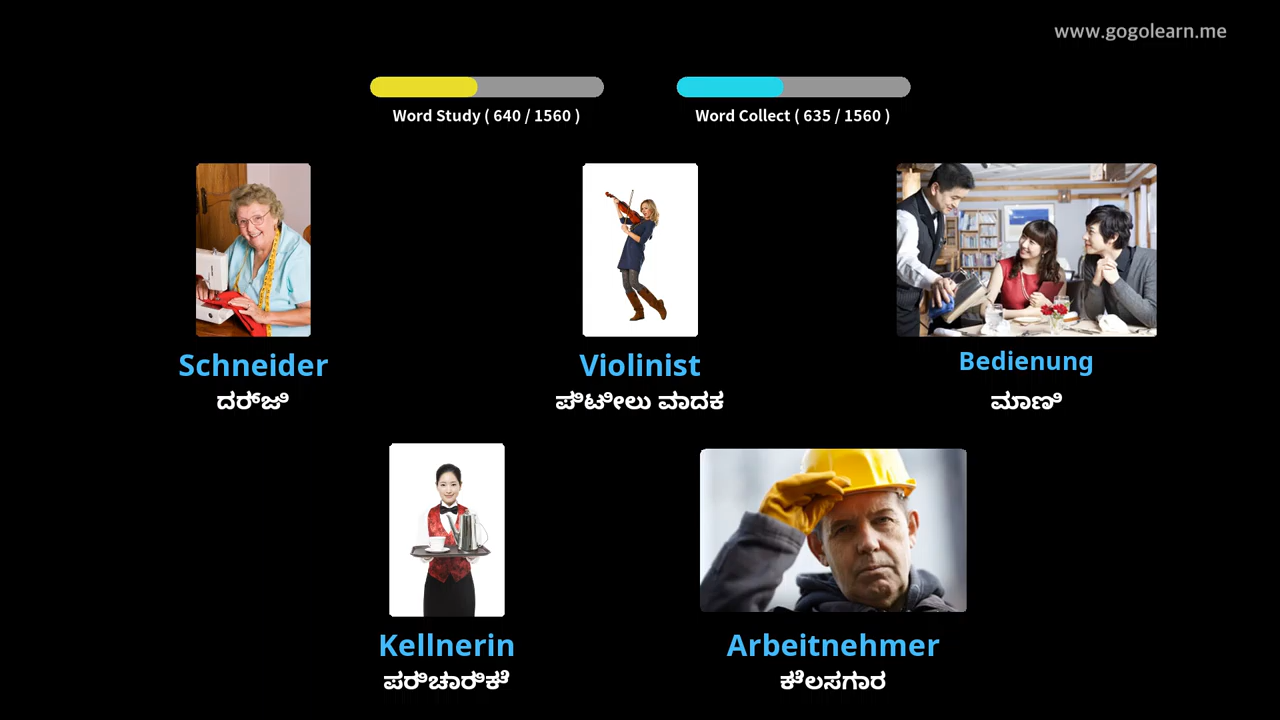 www.gogolearn.me
Word Study ( 640 / 1560 )
Word Collect ( 635 / 1560 )
Schneider
ದರ್ಜಿ
Violinist
ಪಿಟೀಲು ವಾದಕ
Bedienung
ಮಾಣಿ
Kellnerin
ಪರಿಚಾರಿಕೆ
Arbeitnehmer
ಕೆಲಸಗಾರ